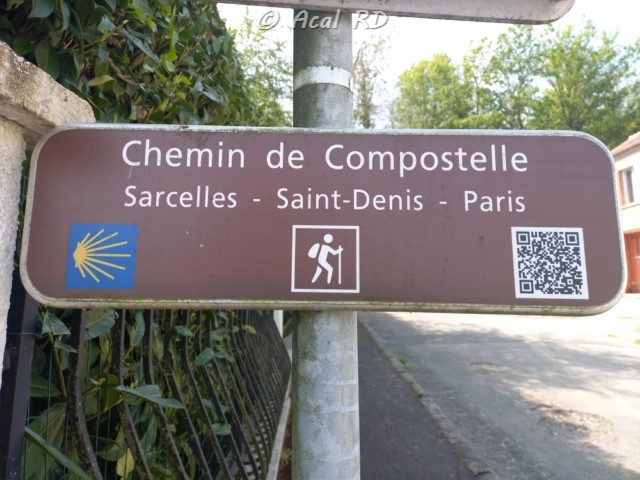 © Acal RD
Chemin de Compostelle
Sarcelles - Saint-Denis - Paris